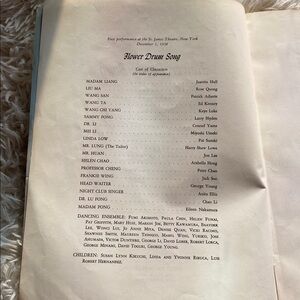 First performance at the St. James Theatre, New York
December 1, 1958
Flower Drum Song
Cast of Characters
(In order of appearance)
MADAM LIANG Juanita Hall
LIU MA Rose Quong
WANG SAN Patrick Adiarte
WANG TA Ed Kenney
WANG CHI YANG Keye Luke
SAMMY FONG Larry Blyden
DR. LI Conrad Yama
MEI LI Miyoshi Umeki
LINDA LOW Pat Suzuki
MR. LUNG (The Tailor) Harry Shaw Lowe
MR. HUAN Jon Lee
HELEN CHAO Arabella Hong
PROFESSOR CHENG Peter Chan
FRANKIE WING Jack Soo
HEAD WAITER George Young
NIGHT CLUB SINGER Anita Ellis
DR. LU FONG Chao Li
MADAM FONG Eileen Nakamura
DANCING ENSEMBLE: FUMI AKIMOTO, PAULA CHIN, HELEN FUNAI,
PAT GRIFFITH, MARY HUIE, MARION JIM, BETTY KAWAMURA, BAAYORK
LEE, WONCI LUI, JO ANNE MIYA, DENISE QUAN, VICKI RACIMO,
SHAWNEE SMITH, MAUREEN TIONGCO, MABEL WING, YURIKO, JOSE
AHUMADA, VICTOR DUNTIERE, GEORGE LI, DAVID LOBER, ROBERT LORCA,
GEORGE MINAMI, DAVID TOGURI, GEORGE YOUNG.
CHILDREN: SUSAN LYNN KIKUCHI, LINDA AND YVONNE RIBUCA, LUIS
ROBERT HERNANDEZ.